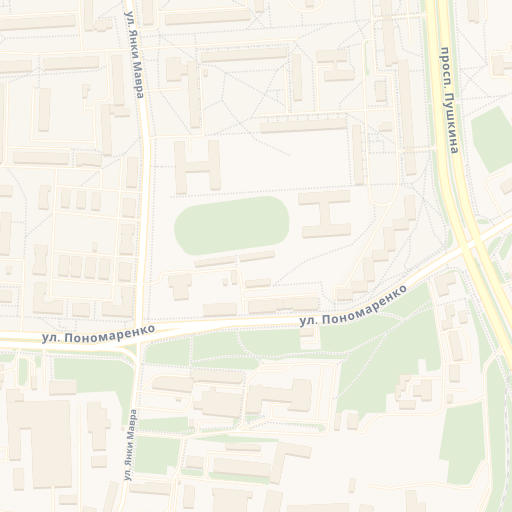 ул. Янки Мавра
просп. Пушкина
ул. Пономаренко
ул. Пономаренко
ул. Янки Мавра